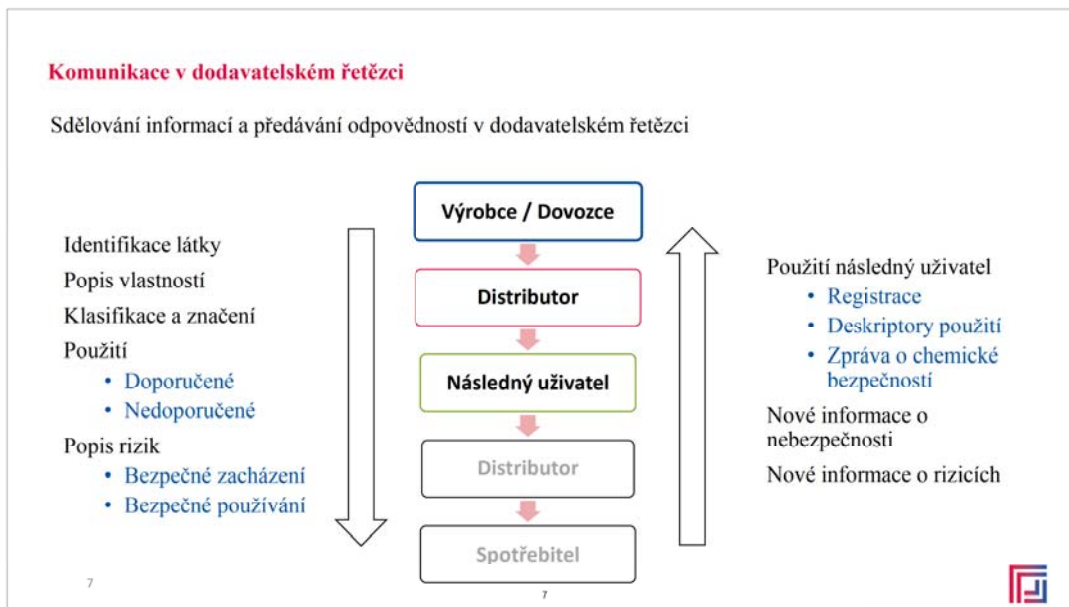 Komunikace v dodavatelském řetězci
Sdělování informací a předávání odpovědností v dodavatelském řetězci
Identifikace látky
Popis vlastností
Klasifikace a značení
Použití
• Doporučené
• Nedoporučené
Popis rizik
• Bezpečné zacházení
• Bezpečné používání
Výrobce / Dovozce
Distributor
Následný uživatel
Distributor
Spotřebitel
Použití následný uživatel
• Registrace
• Deskriptory použití
• Zpráva o chemické
bezpečností
Nové informace o
nebezpečnosti
Nové informace o rizicích
7
7